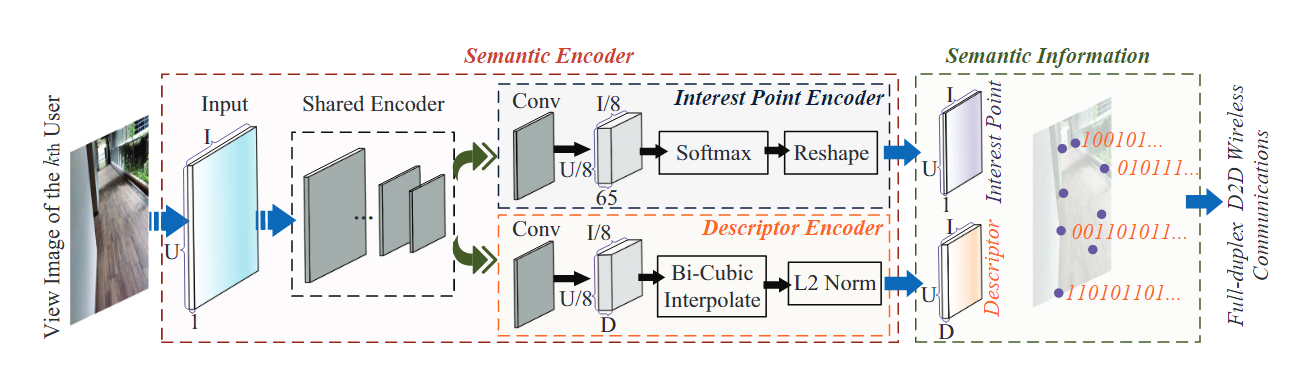 Semantic Encoder
Semantic Information
View Image of the kth User
Input
I
U
1
Shared Encoder
...
Conv
I/8
Interest Point Encoder
U/8
65
Softmax
Reshape
Conv
I/8
Descriptor Encoder
U/8
D
Bi-Cubic
Interpolate
L2 Norm
I
U
1
Interest Point
I
U
D
Descriptor
100101...
010111...
001101011...
110101101...
Full-duplex D2D Wireless
Communications